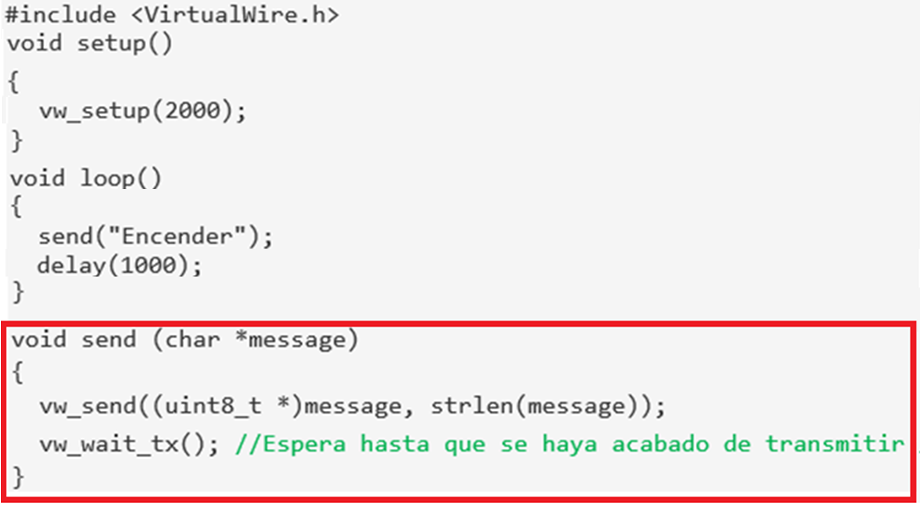 #include <VirtualWire.h>
void setup()
{
vw_setup(2000);
}
void loop()
{
send("Encender");
delay(1000);
}
void send (char *message)
{
vw_send((uint8_t *)message, strlen(message));
vw_wait_tx(); //Espera hasta que se haya acabado de transmitir
}